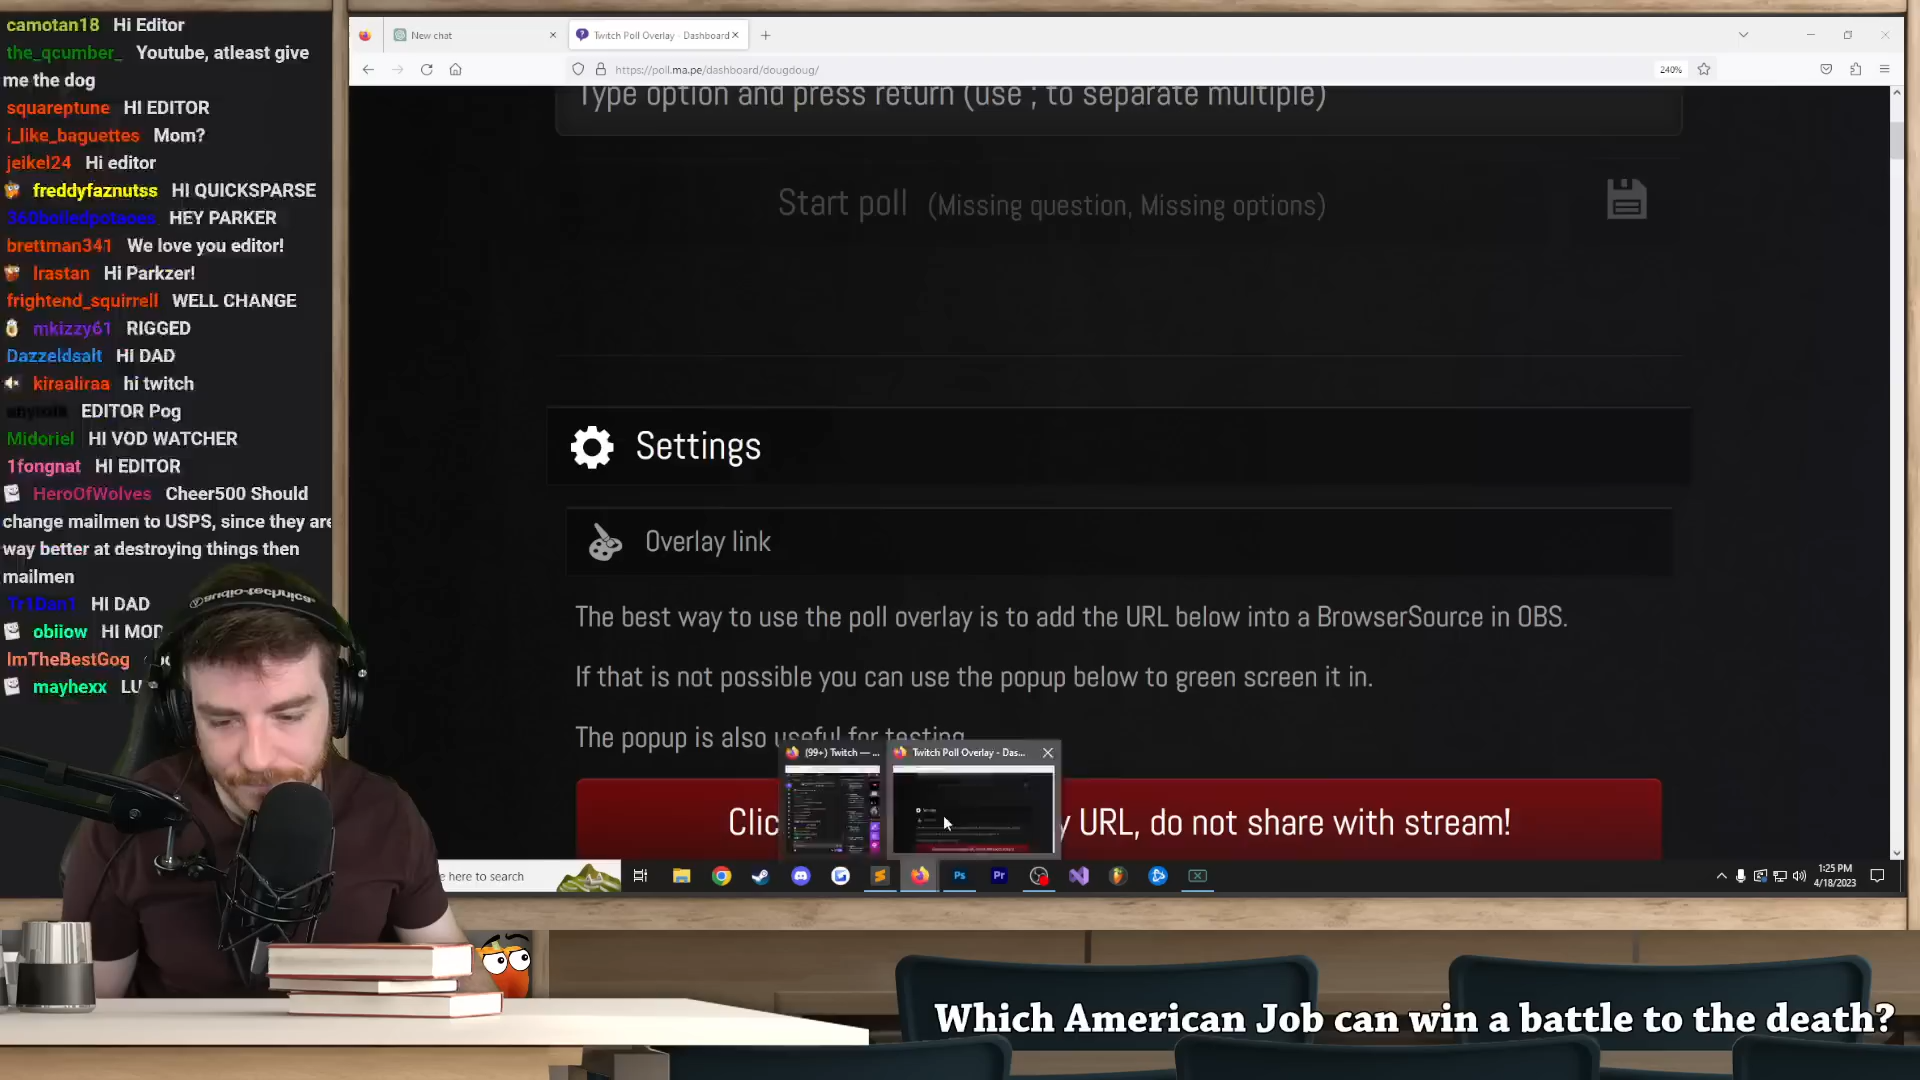 camotan18 Hi Editor
the_qcumber_ Youtube, atleast give
me the dog
squareptune HI EDITOR
i_like_baguettes Mom?
jeikel24 Hi editor
freddyfaznutss HI QUICKSPARSE
360boiledpotaoes HEY PARKER
brettman341 We love you editor!
lrastan Hi Parkzer!
frightend_squirrell WELL CHANGE
mkizzy61 RIGGED
Dazzeldsalt HI DAD
kiraaliraa hi twitch
EDITOR Pog
Midoriel HI VOD WATCHER
1fongnat HI EDITOR
HeroOfWolves Cheer500 Should
change mailmen to USPS, since they are
way better at destroying things then
mailmen
Tr1Dan1 HI DAD
obiiow HI MOD
ImTheBestGog
mayhexx LU
New chat
Twitch Poll Overlay - Dashboard
https://poll.ma.pe/dashboard/dougdoug/
240%
Type option and press return (use ; to separate multiple)
Start poll (Missing question, Missing options)
Settings
Overlay link
The best way to use the poll overlay is to add the URL below into a BrowserSource in OBS.
If that is not possible you can use the popup below to green screen it in.
The popup is also useful for testing
(99+) Twitch — ...
Twitch Poll Overlay - Das...
Clic
y URL, do not share with stream!
e here to search
Ps
Pr
1:25 PM
4/18/2023
audio-technica
Which American Job can win a battle to the death?